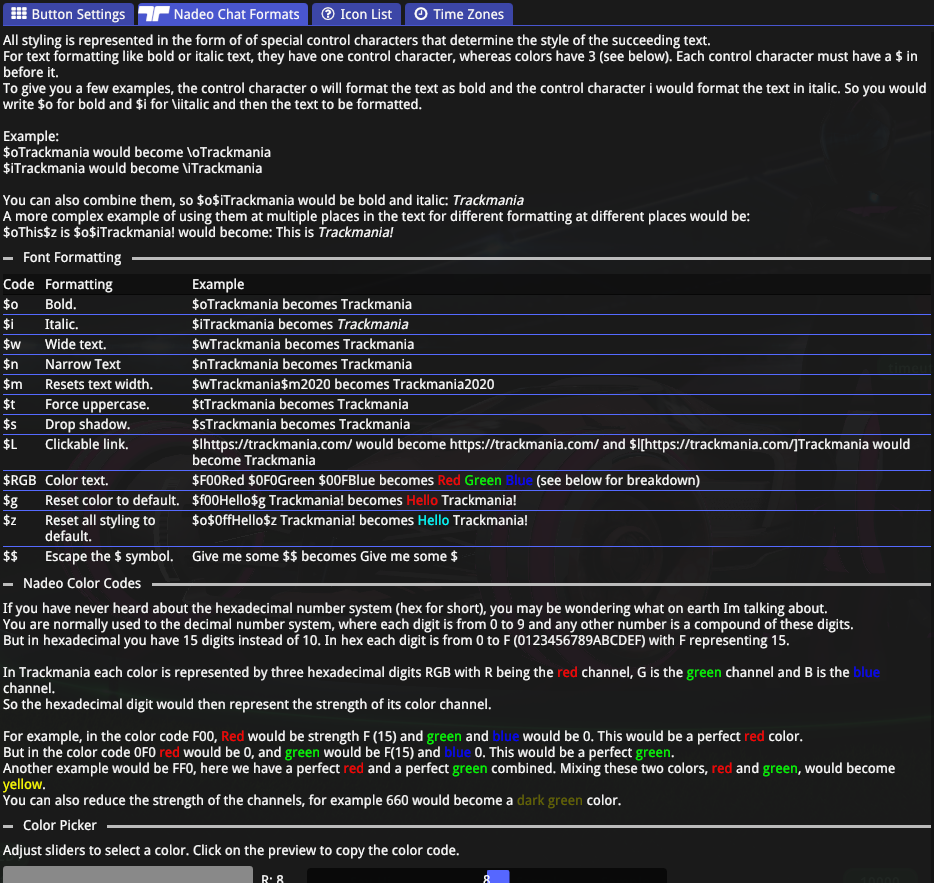 Button Settings Nadeo Chat Formats Icon List Time Zones
All styling is represented in the form of of special control characters that determine the style of the succeeding text.
For text formatting like bold or italic text, they have one control character, whereas colors have 3 (see below). Each control character must have a $ in
before it.
To give you a few examples, the control character o will format the text as bold and the control character i would format the text in italic. So you would
write $o for bold and $i for \iitalic and then the text to be formatted.
Example:
$oTrackmania would become \oTrackmania
$iTrackmania would become \iTrackmania
You can also combine them, so $o$iTrackmania would be bold and italic: Trackmania
A more complex example of using them at multiple places in the text for different formatting at different places would be:
$oThis$z is $o$iTrackmania! would become: This is Trackmania!
Font Formatting
Code Formatting Example
$o Bold. $oTrackmania becomes Trackmania
$i Italic. $iTrackmania becomes Trackmania
$w Wide text. $wTrackmania becomes Trackmania
$n Narrow Text $nTrackmania becomes Trackmania
$m Resets text width. $wTrackmania$m2020 becomes Trackmania2020
$t Force uppercase. $tTrackmania becomes Trackmania
$s Drop shadow. $sTrackmania becomes Trackmania
$L Clickable link. $lhttps://trackmania.com/ would become https://trackmania.com/ and $l[https://trackmania.com/]Trackmania would
become Trackmania
$RGB Color text. $F00Red $0F0Green $00FBlue becomes Red Green Blue (see below for breakdown)
$g Reset color to default. $f00Hello$g Trackmania! becomes Hello Trackmania!
$z Reset all styling to $o$0ffHello$z Trackmania! becomes Hello Trackmania!
default.
$$ Escape the $ symbol. Give me some $$ becomes Give me some $
Nadeo Color Codes
If you have never heard about the hexadecimal number system (hex for short), you may be wondering what on earth Im talking about.
You are normally used to the decimal number system, where each digit is from 0 to 9 and any other number is a compound of these digits.
But in hexadecimal you have 15 digits instead of 10. In hex each digit is from 0 to F (0123456789ABCDEF) with F representing 15.
In Trackmania each color is represented by three hexadecimal digits RGB with R being the red channel, G is the green channel and B is the blue
channel.
So the hexadecimal digit would then represent the strength of its color channel.
For example, in the color code F00, Red would be strength F (15) and green and blue would be 0. This would be a perfect red color.
But in the color code 0F0 red would be 0, and green would be F(15) and blue 0. This would be a perfect green.
Another example would be FF0, here we have a perfect red and a perfect green combined. Mixing these two colors, red and green, would become
yellow.
You can also reduce the strength of the channels, for example 660 would become a dark green color.
Color Picker
Adjust sliders to select a color. Click on the preview to copy the color code.
R: 8 8